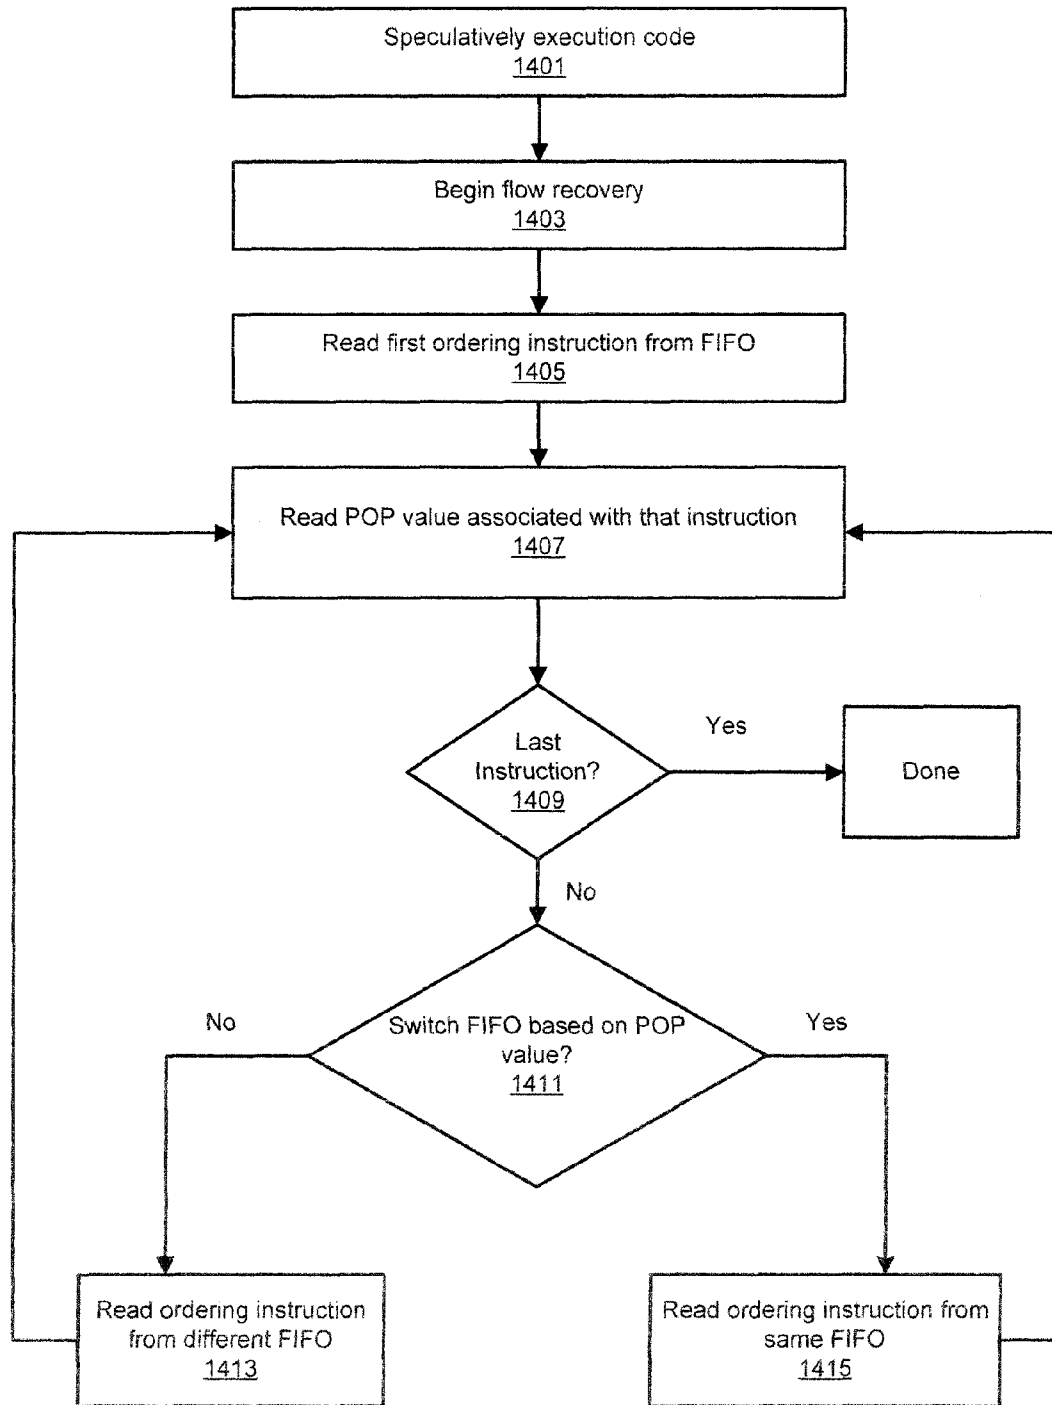 Speculatively execution code
1401
Begin flow recovery
1403
Read first ordering instruction from FIFO
1405
Read POP value associated with that instruction
1407
Last
Instruction?
1409
Yes
Done
No
Switch FIFO based on POP
value?
1411
No
Yes
Read ordering instruction
from different FIFO
1413
Read ordering instruction from
same FIFO
1415